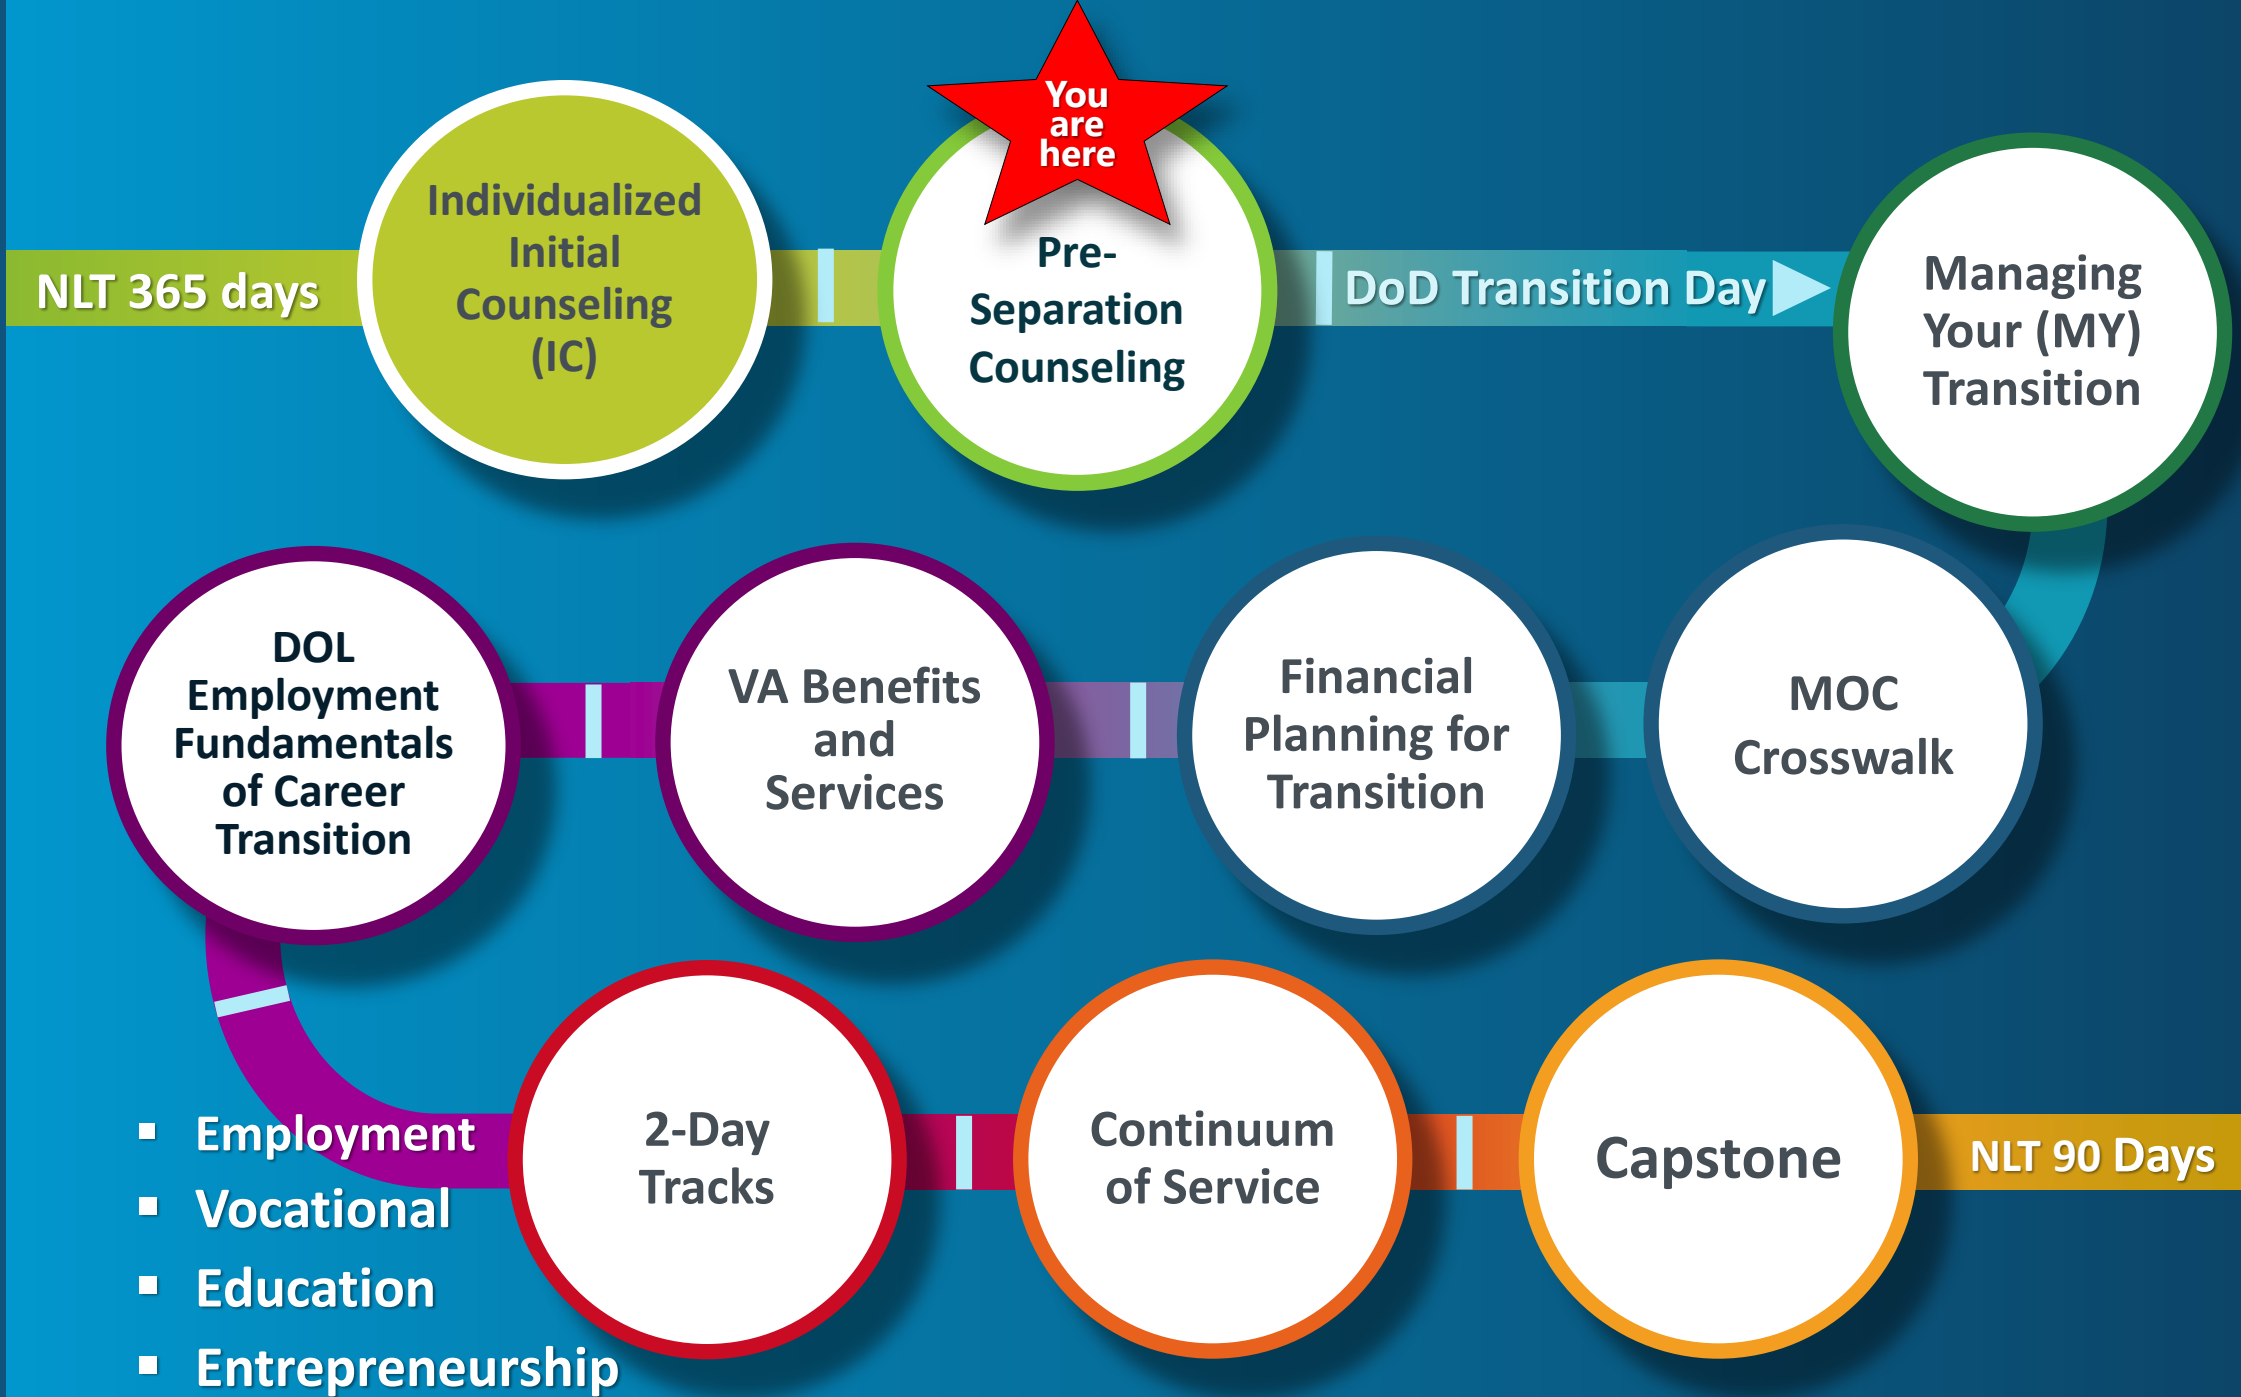 You
are
here
NLT 365 days
Individualized
Initial
Counseling
(IC)
Pre-
Separation
Counseling
DoD Transition Day
Managing
Your (MY)
Transition
MOC
Crosswalk
Financial
Planning for
Transition
VA Benefits
and
Services
DOL
Employment
Fundamentals
of Career
Transition
▪ Employment
▪ Vocational
▪ Education
▪ Entrepreneurship
2-Day
Tracks
Continuum
of Service
Capstone
NLT 90 Days